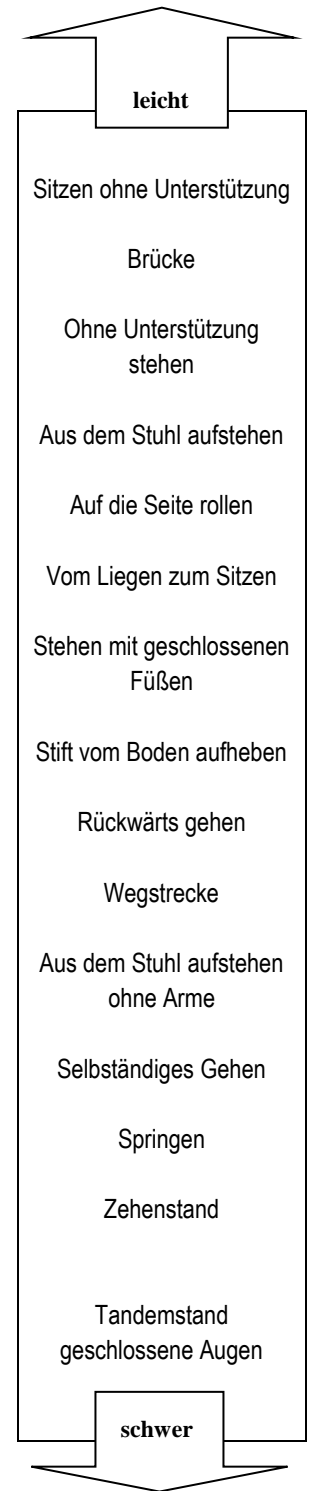 leicht
Sitzen ohne Unterstützung
Brücke
Ohne Unterstützung
stehen
Aus dem Stuhl aufstehen
Auf die Seite rollen
Vom Liegen zum Sitzen
Stehen mit geschlossenen
Füßen
Stift vom Boden aufheben
Rückwärts gehen
Wegstrecke
Aus dem Stuhl aufstehen
ohne Arme
Selbständiges Gehen
Springen
Zehenstand
Tandemstand
geschlossene Augen
schwer